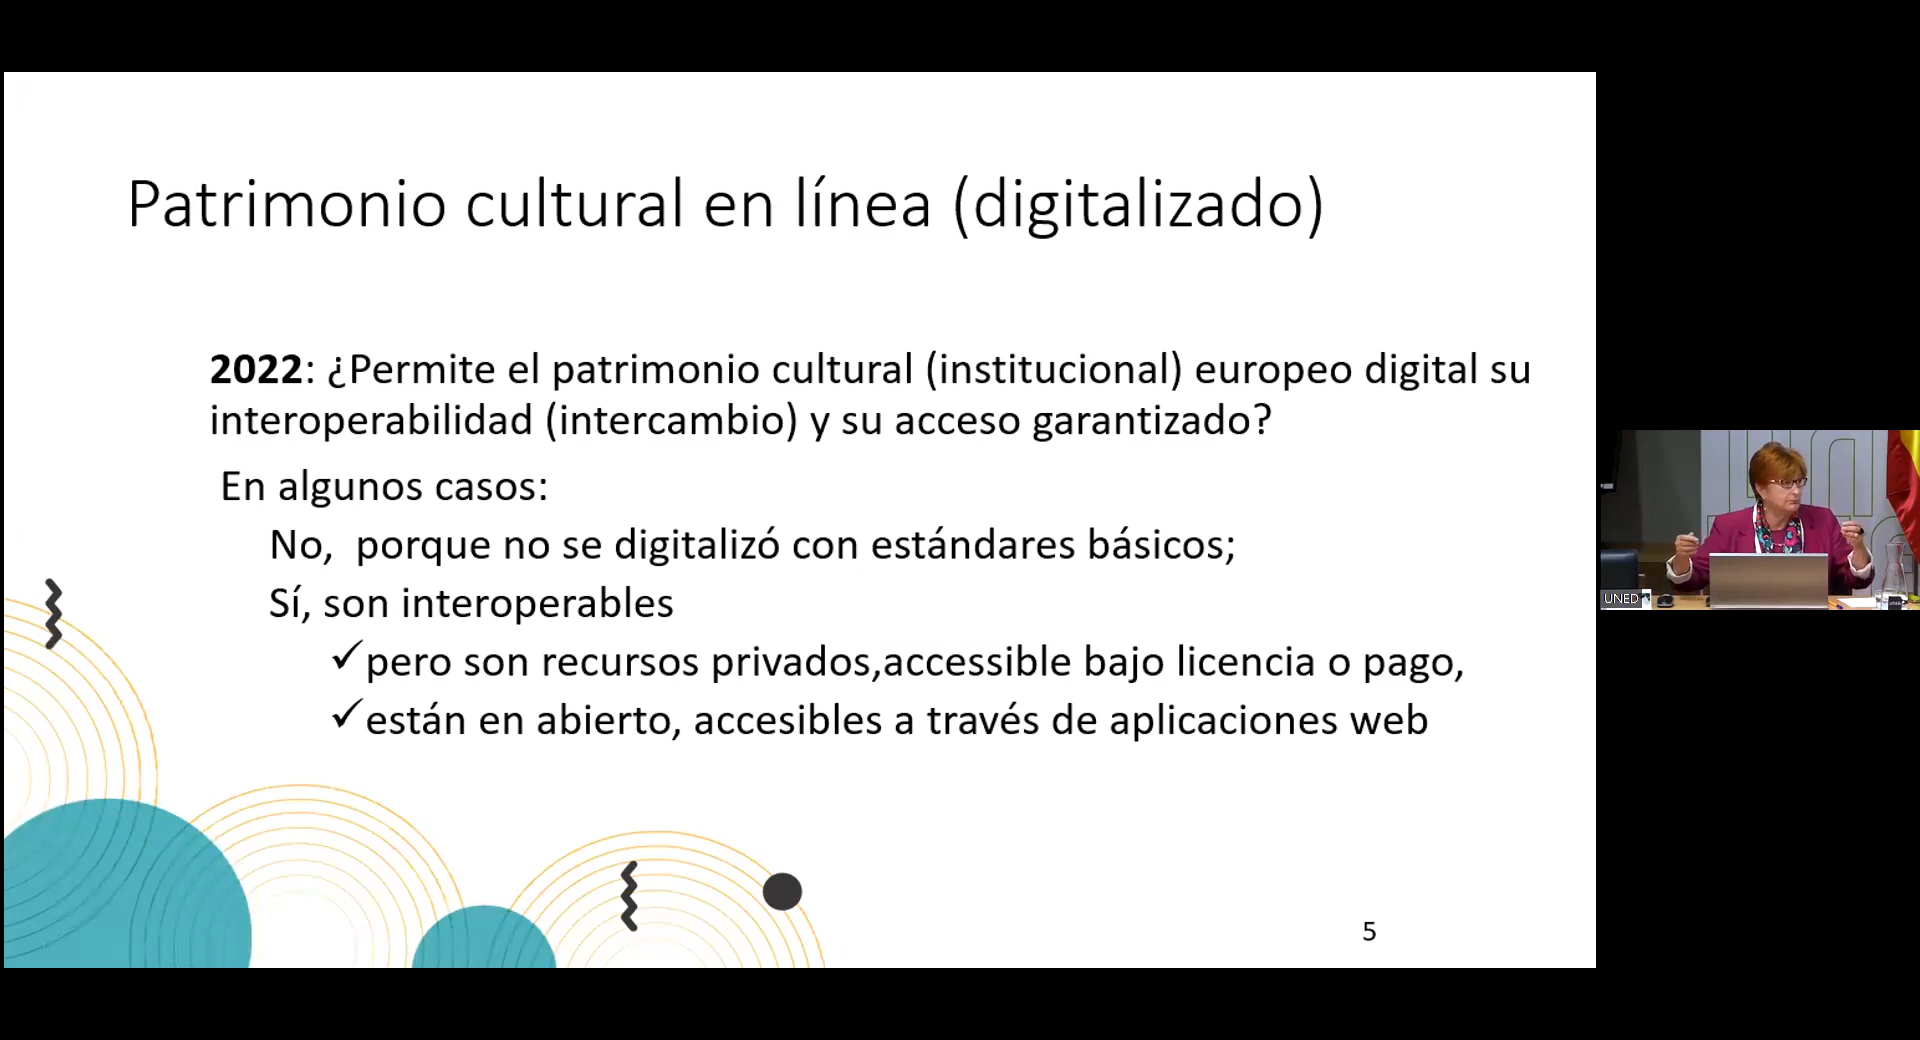 Patrimonio cultural en línea (digitalizado)
2022: ¿Permite el patrimonio cultural (institucional) europeo digital su
interoperabilidad (intercambio) y su acceso garantizado?
En algunos casos:
No, porque no se digitalizó con estándares básicos;
Sí, son interoperables
✓pero son recursos privados,accessible bajo licencia o pago,
✓están en abierto, accesibles a través de aplicaciones web
5
UNED